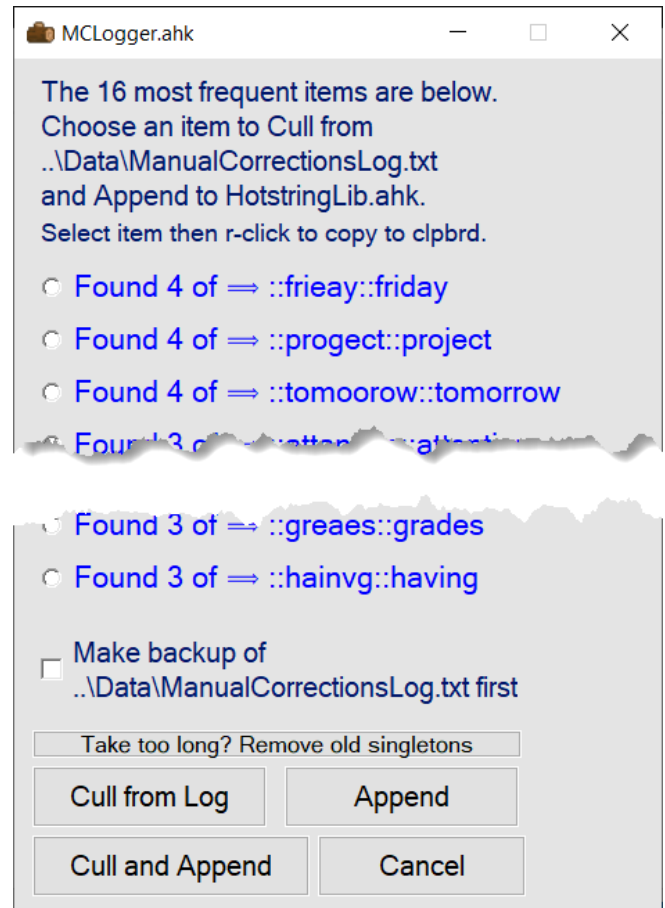 MCLogger.ahk
The 16 most frequent items are below.
Choose an item to Cull from
..\Data\ManualCorrectionsLog.txt
and Append to HotstringLib.ahk.
Select item then r-click to copy to clpbrd.
Found 4 of ⟹ ::frieay::friday
Found 4 of ⟹ ::progect::project
Found 4 of ⟹ ::tomoorow::tomorrow
Found 3 of
Found 3 of ⟹ ::greaes::grades
Found 3 of ⟹ ::hainvg::having
Make backup of
..\Data\ManualCorrectionsLog.txt first
Take too long? Remove old singletons
Cull from Log Append
Cull and Append Cancel